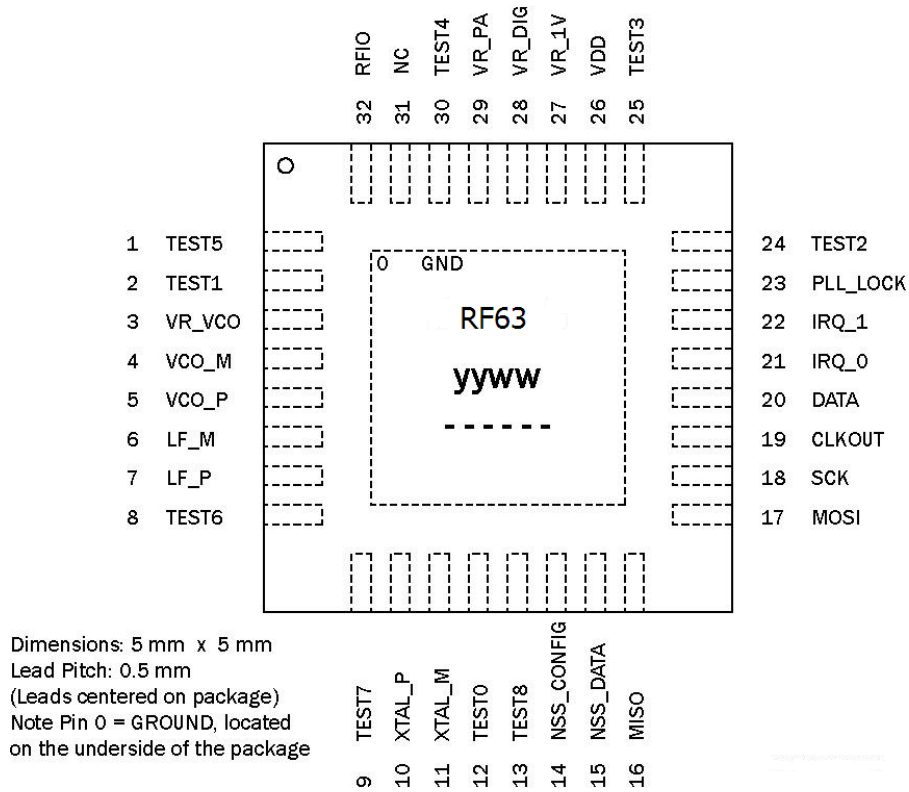 RFIO
NC
TEST4
VR_PA
VR_DIG
VR_1V
VDD
TEST3
32 31 30 29 28 27 26 25
1 TEST5
2 TEST1
3 VR_VCO
4 VCO_M
5 VCO_P
6 LF_M
7 LF_P
8 TEST6
0 GND
RF63
yyww
------
24 TEST2
23 PLL_LOCK
22 IRQ_1
21 IRQ_0
20 DATA
19 CLKOUT
18 SCK
17 MOSI
Dimensions: 5 mm x 5 mm
Lead Pitch: 0.5 mm
(Leads centered on package)
Note Pin 0 = GROUND, located
on the underside of the package
TEST7
XTAL_P
XTAL_M
TEST0
TEST8
NSS_CONFIG
NSS_DATA
MISO
9 10 11 12 13 14 15 16